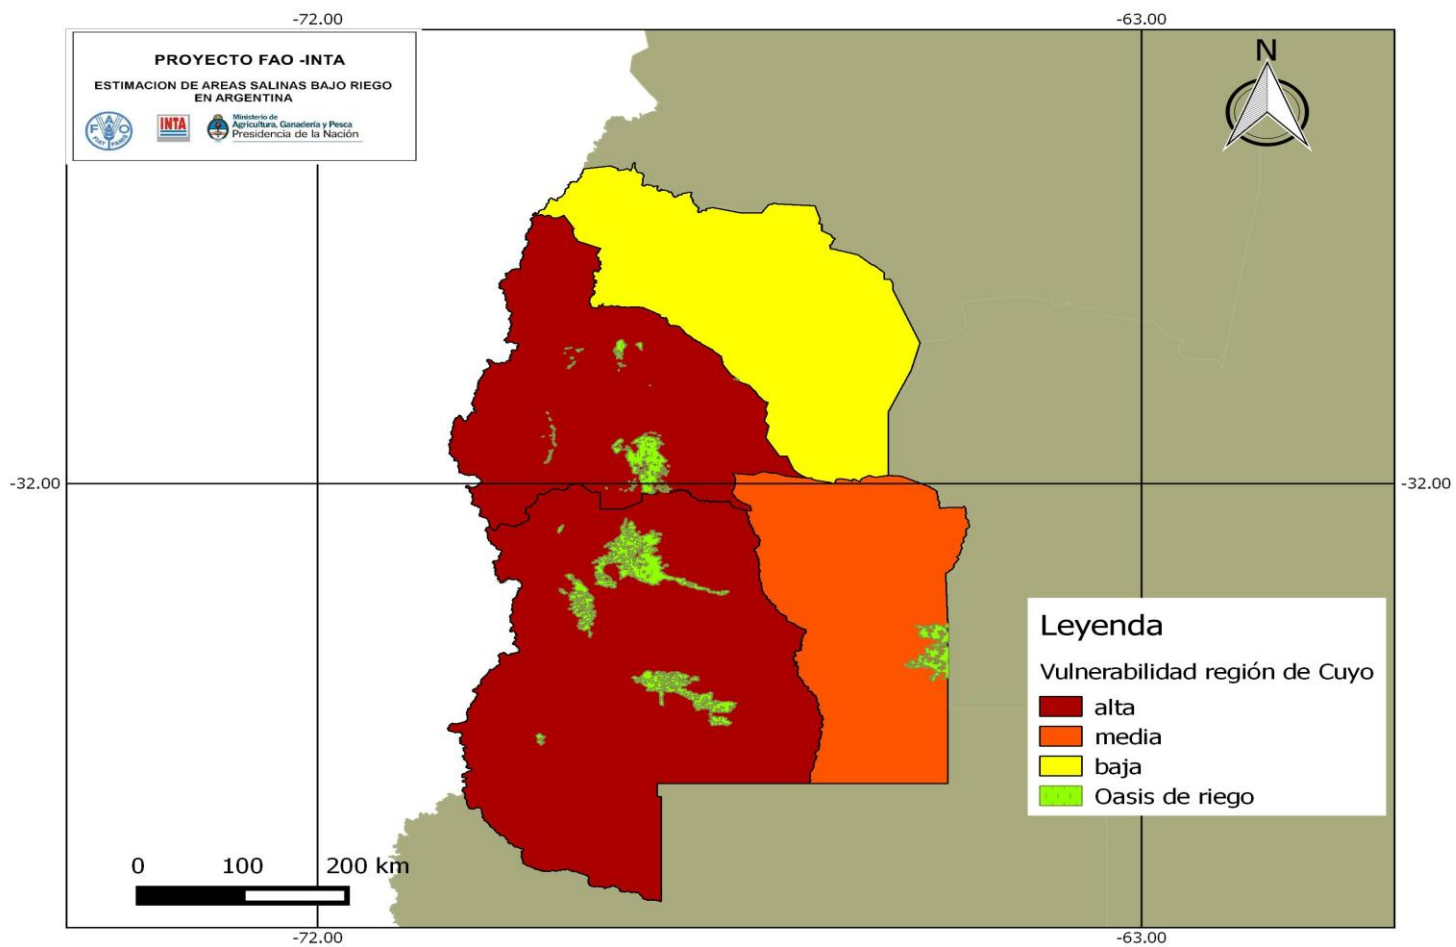 -72.00
-63.00
PROYECTO FAO -INTA
ESTIMACION DE AREAS SALINAS BAJO RIEGO
EN ARGENTINA
F A O
FIAT PANIS
INTA
Ministerio de
Agricultura, Ganadería y Pesca
Presidencia de la Nación
N
-32.00
-32.00
Leyenda
Vulnerabilidad región de Cuyo
alta
media
baja
Oasis de riego
0 100 200 km
-72.00
-63.00